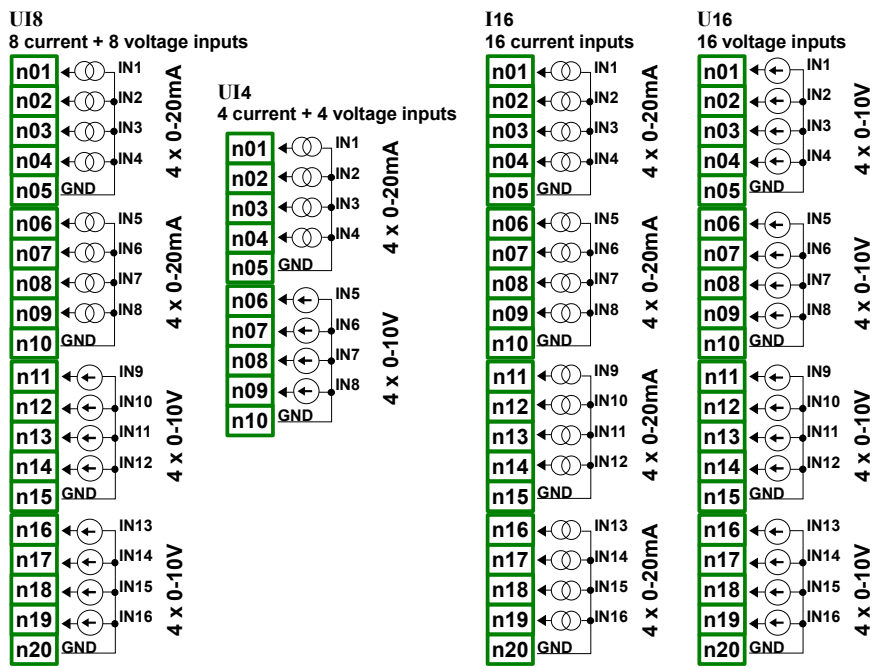 UI8
8 current + 8 voltage inputs
n01 IN1
n02 IN2
n03 IN3
n04 IN4
n05 GND
4 x 0-20mA
n06 IN5
n07 IN6
n08 IN7
n09 IN8
n10 GND
4 x 0-20mA
n11 IN9
n12 IN10
n13 IN11
n14 IN12
n15 GND
4 x 0-10V
n16 IN13
n17 IN14
n18 IN15
n19 IN16
n20 GND
4 x 0-10V
UI4
4 current + 4 voltage inputs
n01 IN1
n02 IN2
n03 IN3
n04 IN4
n05 GND
4 x 0-20mA
n06 IN5
n07 IN6
n08 IN7
n09 IN8
n10 GND
4 x 0-10V
I16
16 current inputs
n01 IN1
n02 IN2
n03 IN3
n04 IN4
n05 GND
4 x 0-20mA
n06 IN5
n07 IN6
n08 IN7
n09 IN8
n10 GND
4 x 0-20mA
n11 IN9
n12 IN10
n13 IN11
n14 IN12
n15 GND
4 x 0-20mA
n16 IN13
n17 IN14
n18 IN15
n19 IN16
n20 GND
4 x 0-20mA
U16
16 voltage inputs
n01 IN1
n02 IN2
n03 IN3
n04 IN4
n05 GND
4 x 0-10V
n06 IN5
n07 IN6
n08 IN7
n09 IN8
n10 GND
4 x 0-10V
n11 IN9
n12 IN10
n13 IN11
n14 IN12
n15 GND
4 x 0-10V
n16 IN13
n17 IN14
n18 IN15
n19 IN16
n20 GND
4 x 0-10V